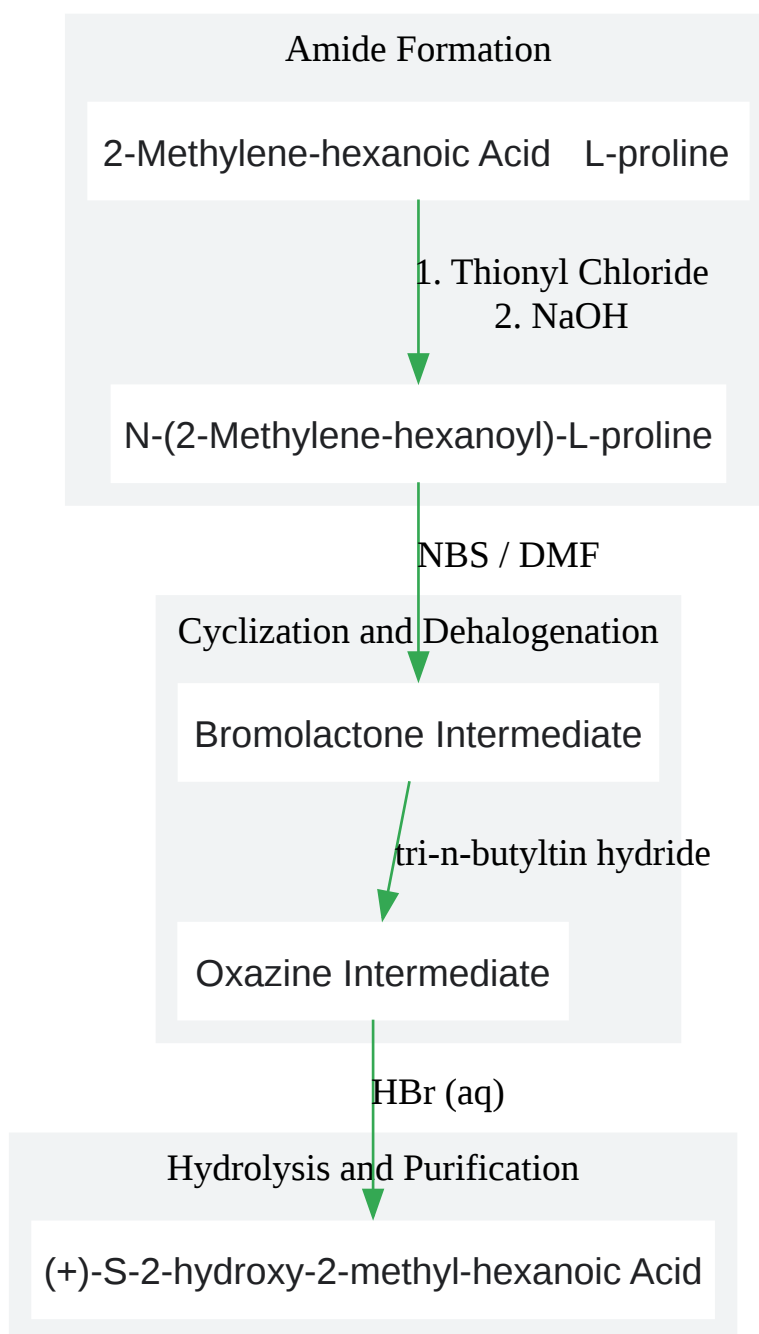 Amide Formation
2-Methylene-hexanoic Acid L-proline
1. Thionyl Chloride
2. NaOH
N-(2-Methylene-hexanoyl)-L-proline
NBS / DMF
Cyclization and Dehalogenation
Bromolactone Intermediate
tri-n-butyltin hydride
Oxazine Intermediate
HBr (aq)
Hydrolysis and Purification
(+)-S-2-hydroxy-2-methyl-hexanoic Acid